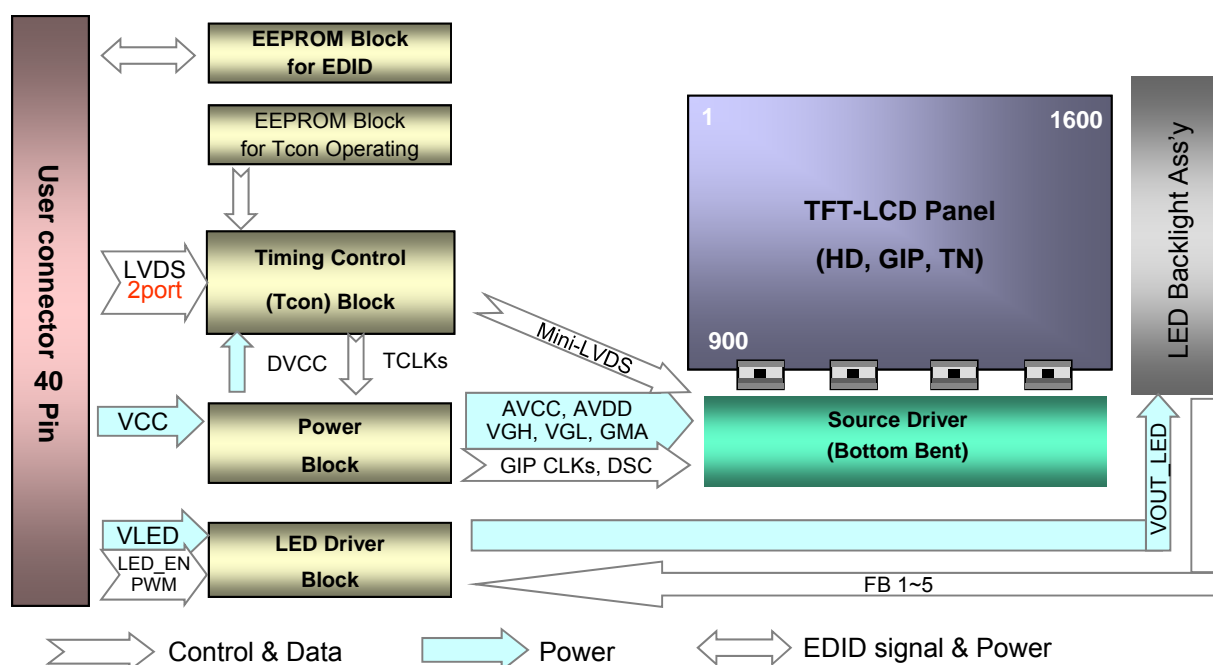 User connector 40 Pin
EEPROM Block
for EDID
EEPROM Block
for Tcon Operating
LVDS
2port
Timing Control
(Tcon) Block
DVCC
TCLKs
VCC
Power
Block
VLED
LED_EN
PWM
LED Driver
Block
Mini-LVDS
AVCC, AVDD
VGH, VGL, GMA
GIP CLKs, DSC
1
1600
TFT-LCD Panel
(HD, GIP, TN)
900
Source Driver
(Bottom Bent)
LED Backlight Ass'y
VOUT_LED
FB 1~5
Control & Data
Power
EDID signal & Power